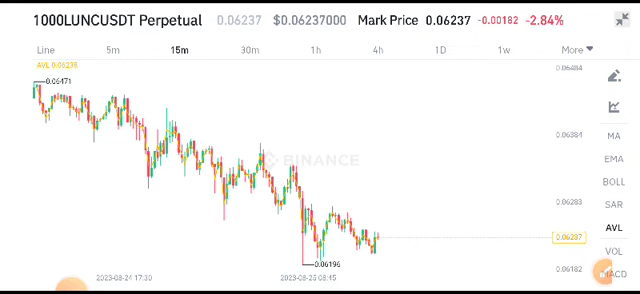 1000LUNCUSDT Perpetual 0.06237 $0.06237000 Mark Price 0.06237 -0.00182 -2.84%
Line 5m 15m 30m 1h 4h 1D 1w More
AVL 0.06236
0.06471
0.06484
0.06384
MA
EMA
BINANCE
BOLL
0.06283
SAR
AVL
0.06237
VOL
0.06196
0.06182
MACD
2023-08-24 17:30 2023-08-25 08:45